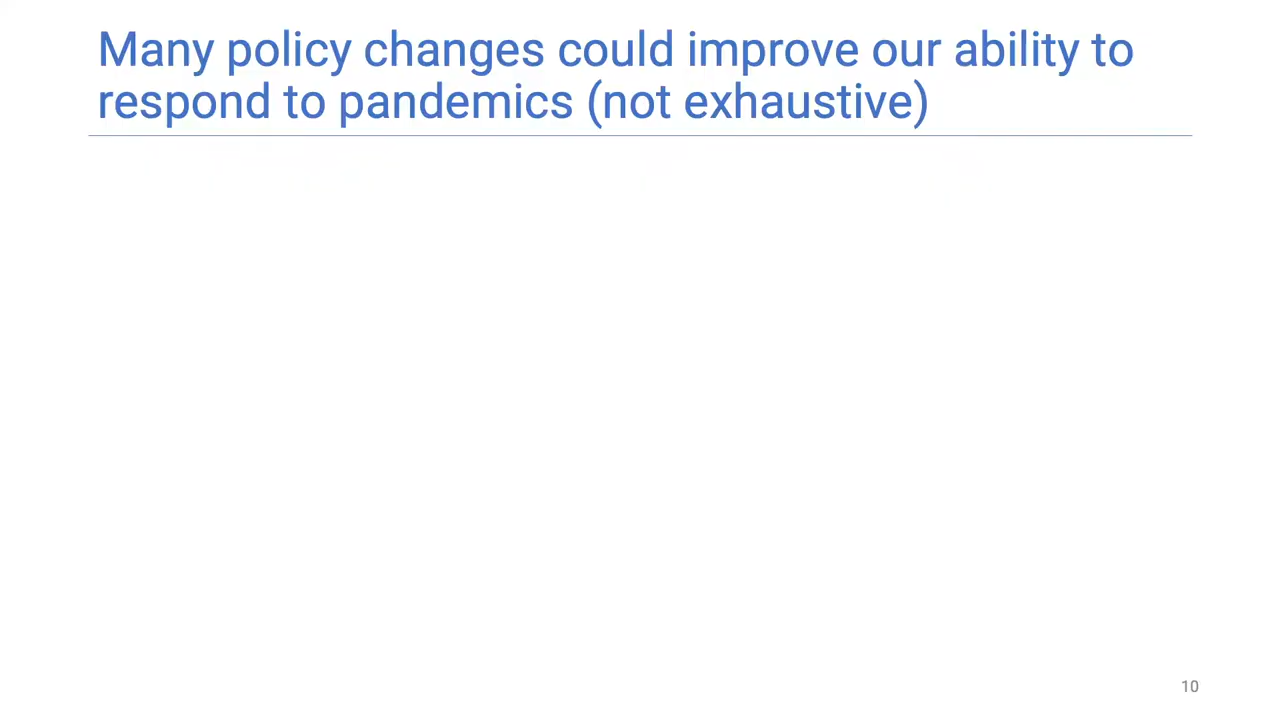 Many policy changes could improve our ability to
respond to pandemics (not exhaustive)
10